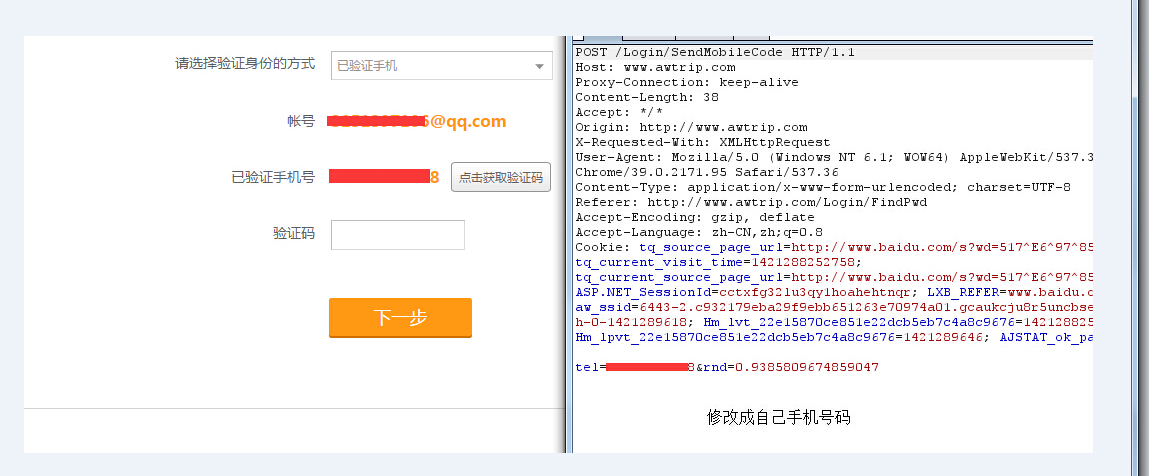 请选择验证身份的方式
已验证手机
帐号
6@qq.com
已验证手机号
8
点击获取验证码
验证码
下一步
POST /Login/SendMobileCode HTTP/1.1
Host: www.awtrip.com
Proxy-Connection: keep-alive
Content-Length: 38
Accept: */*
Origin: http://www.awtrip.com
X-Requested-With: XMLHttpRequest
User-Agent: Mozilla/5.0 (Windows NT 6.1; WOW64) AppleWebKit/537.3
Chrome/39.0.2171.95 Safari/537.36
Content-Type: application/x-www-form-urlencoded; charset=UTF-8
Referer: http://www.awtrip.com/Login/FindPwd
Accept-Encoding: gzip, deflate
Accept-Language: zh-CN,zh;q=0.8
Cookie: tq_source_page_url=http://www.baidu.com/s?wd=517^E6^97^85
tq_current_visit_time=1421288252758;
tq_current_source_page_url=http://www.baidu.com/s?wd=517^E6^97^85
ASP.NET_SessionId=cctxfg32lu3qy1hoahehtnqr; LXB_REFER=www.baidu.c
aw_ssid=6443-2.c932179eba29f9ebb651263e70974a01.gcaukcju8r5uncbse
h-0-1421289618; Hm_lvt_22e15870ce851e22dcb5eb7c4a8c9676=142128825
Hm_lpvt_22e15870ce851e22dcb5eb7c4a8c9676=1421289646; AJSTAT_ok_pa
tel=8&rnd=0.9385809674859047
修改成自己手机号码